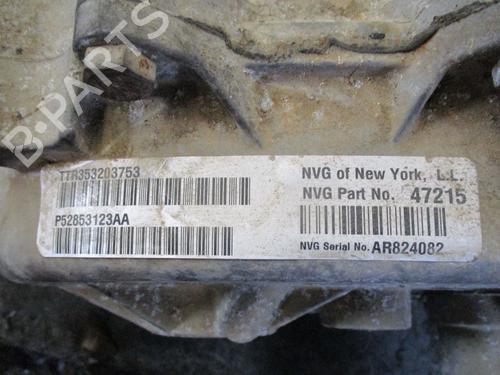 B-PARTS
TTR353203753
P52853123AA
NVG of New York, L.L.
NVG Part No. 47215
NVG Serial No. AR824082